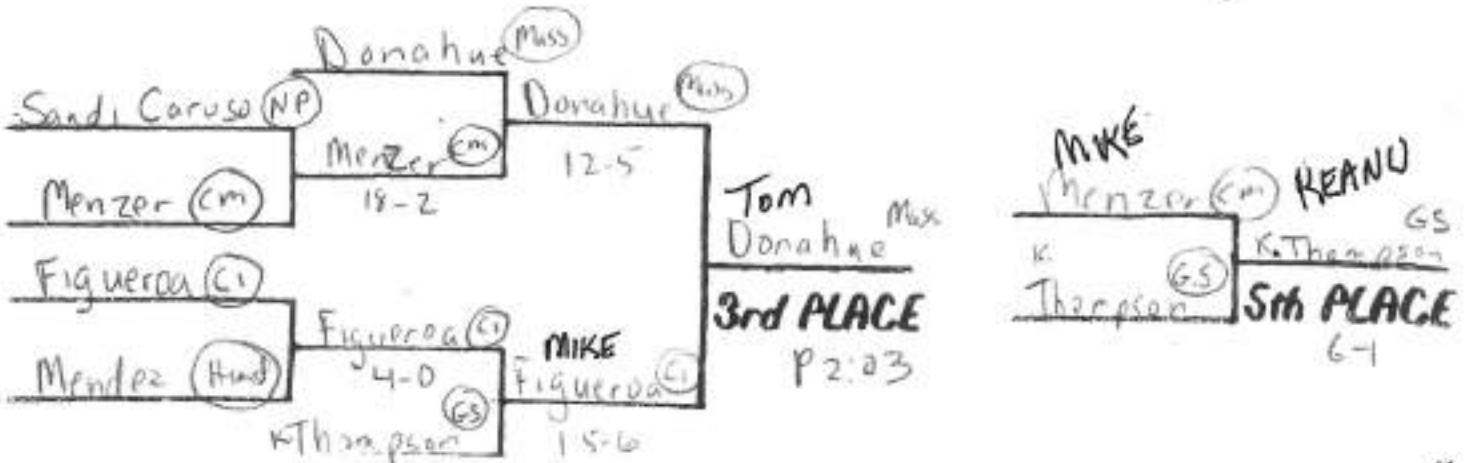 Donahue Mass
Sandi Caruso NP
Donahue Mass
Menzer CM
12-5
18-2
Menzer CM
Tom
Donahue Mass
3rd PLACE
P 2:03
Figueroa CI
Figueroa CI
4-0
Mendez Hunt
MIKE
Figueroa CI
K Thompson GS
15-6
MIKE
Menzer CM
K.
Thompson GS
KEANU
K. Thompson GS
5th PLACE
6-1